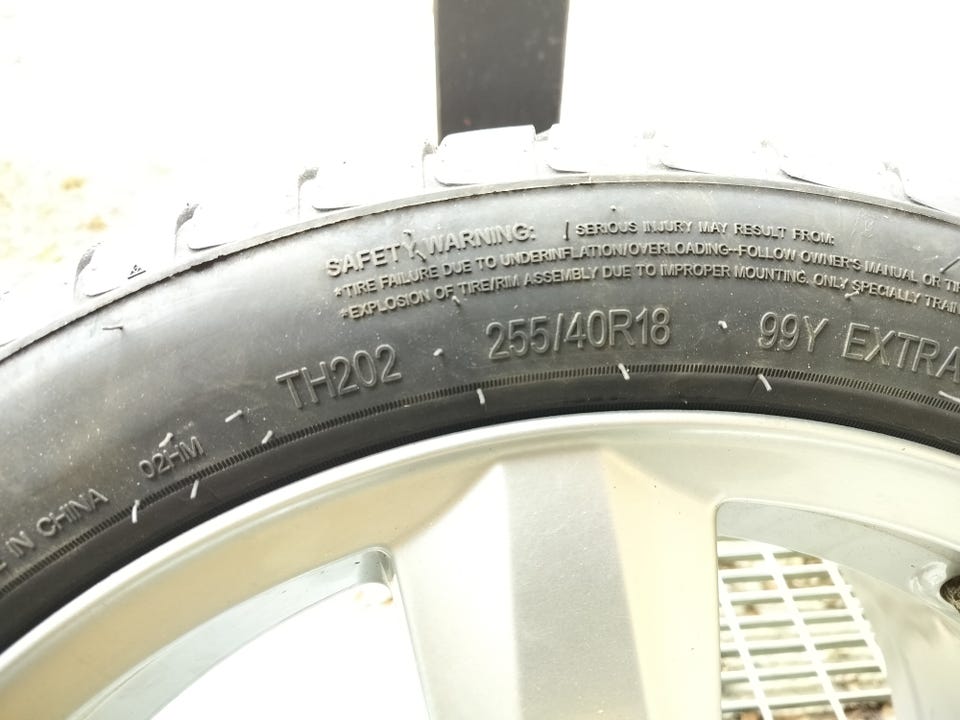 SAFETY WARNING: SERIOUS INJURY MAY RESULT FROM:
*TIRE FAILURE DUE TO UNDERINFLATION/OVERLOADING-FOLLOW OWNER'S MANUAL OR
*EXPLOSION OF TIRE/RIM ASSEMBLY DUE TO IMPROPER MOUNTING. ONLY SPECIALLY
TH202 255/40R18 99Y EXTRA
IN CHINA